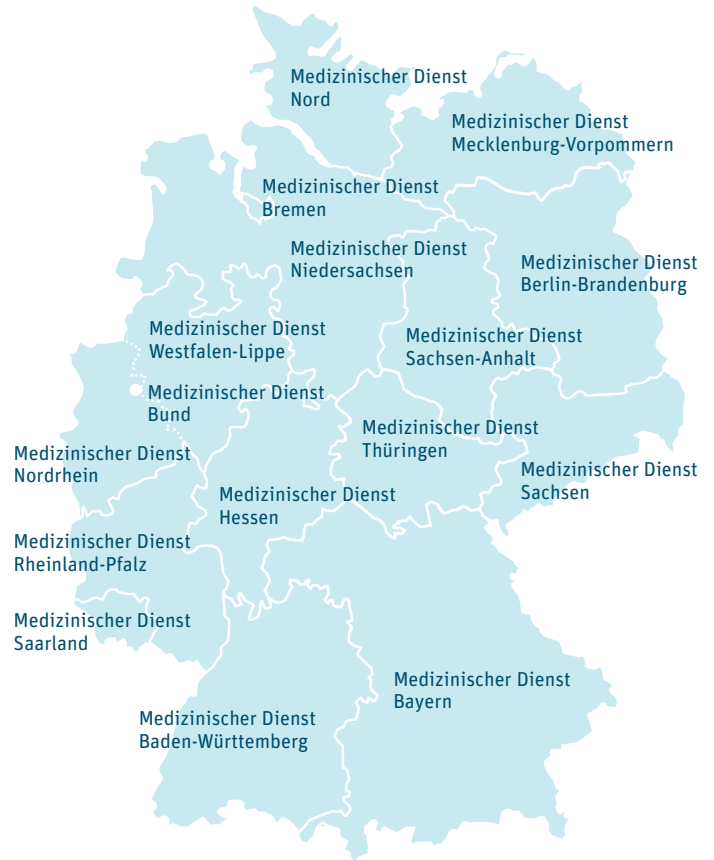 Medizinischer Dienst
Nord
Medizinischer Dienst
Mecklenburg-Vorpommern
Medizinischer Dienst
Bremen
Medizinischer Dienst
Niedersachsen
Medizinischer Dienst
Berlin-Brandenburg
Medizinischer Dienst
Westfalen-Lippe
Medizinischer Dienst
Sachsen-Anhalt
Medizinischer Dienst
Bund
Medizinischer Dienst
Thüringen
Medizinischer Dienst
Nordrhein
Medizinischer Dienst
Sachsen
Medizinischer Dienst
Hessen
Medizinischer Dienst
Rheinland-Pfalz
Medizinischer Dienst
Saarland
Medizinischer Dienst
Bayern
Medizinischer Dienst
Baden-Württemberg